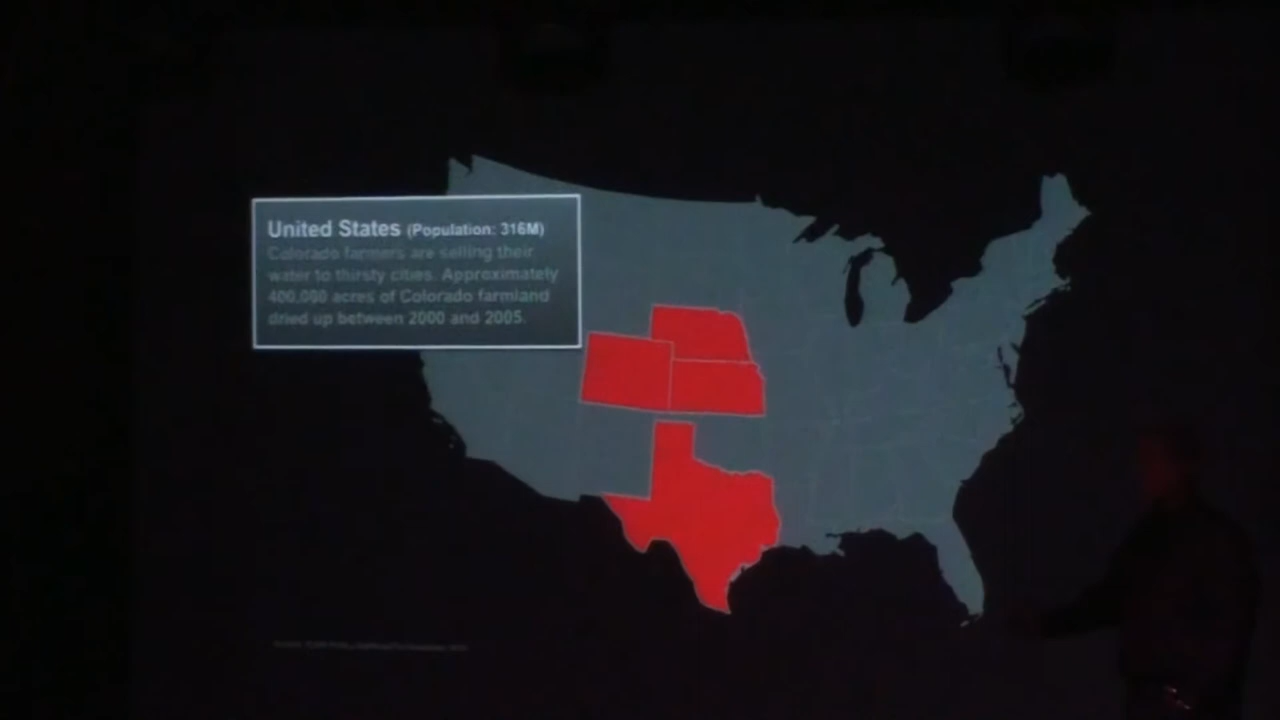 United States (Population: 316M)
Colorado farmers are selling their
water to thirsty cities. Approximately
400,000 acres of Colorado farmland
dried up between 2000 and 2005.